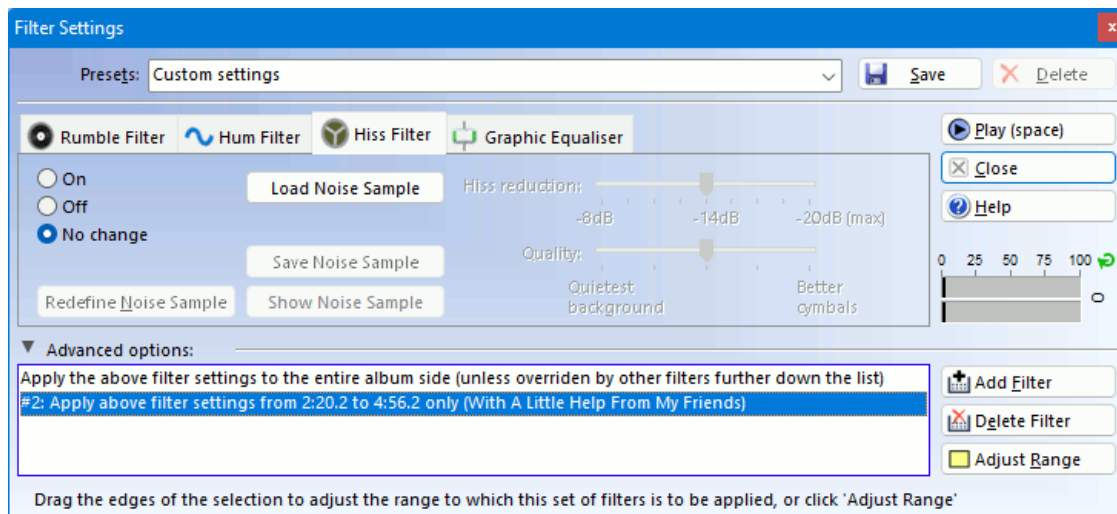 Filter Settings
x
Presets: Custom settings
Save
Delete
Rumble Filter
Hum Filter
Hiss Filter
Graphic Equaliser
Play (space)
Close
Help
On
Off
No change
Load Noise Sample
Save Noise Sample
Redefine Noise Sample
Show Noise Sample
Hiss reduction:
-8dB -14dB -20dB (max)
Quality:
Quietest background
Better cymbals
0 25 50 75 100
0
Advanced options:
Apply the above filter settings to the entire album side (unless overriden by other filters further down the list)
#2: Apply above filter settings from 2:20.2 to 4:56.2 only (With A Little Help From My Friends)
Add Filter
Delete Filter
Adjust Range
Drag the edges of the selection to adjust the range to which this set of filters is to be applied, or click 'Adjust Range'